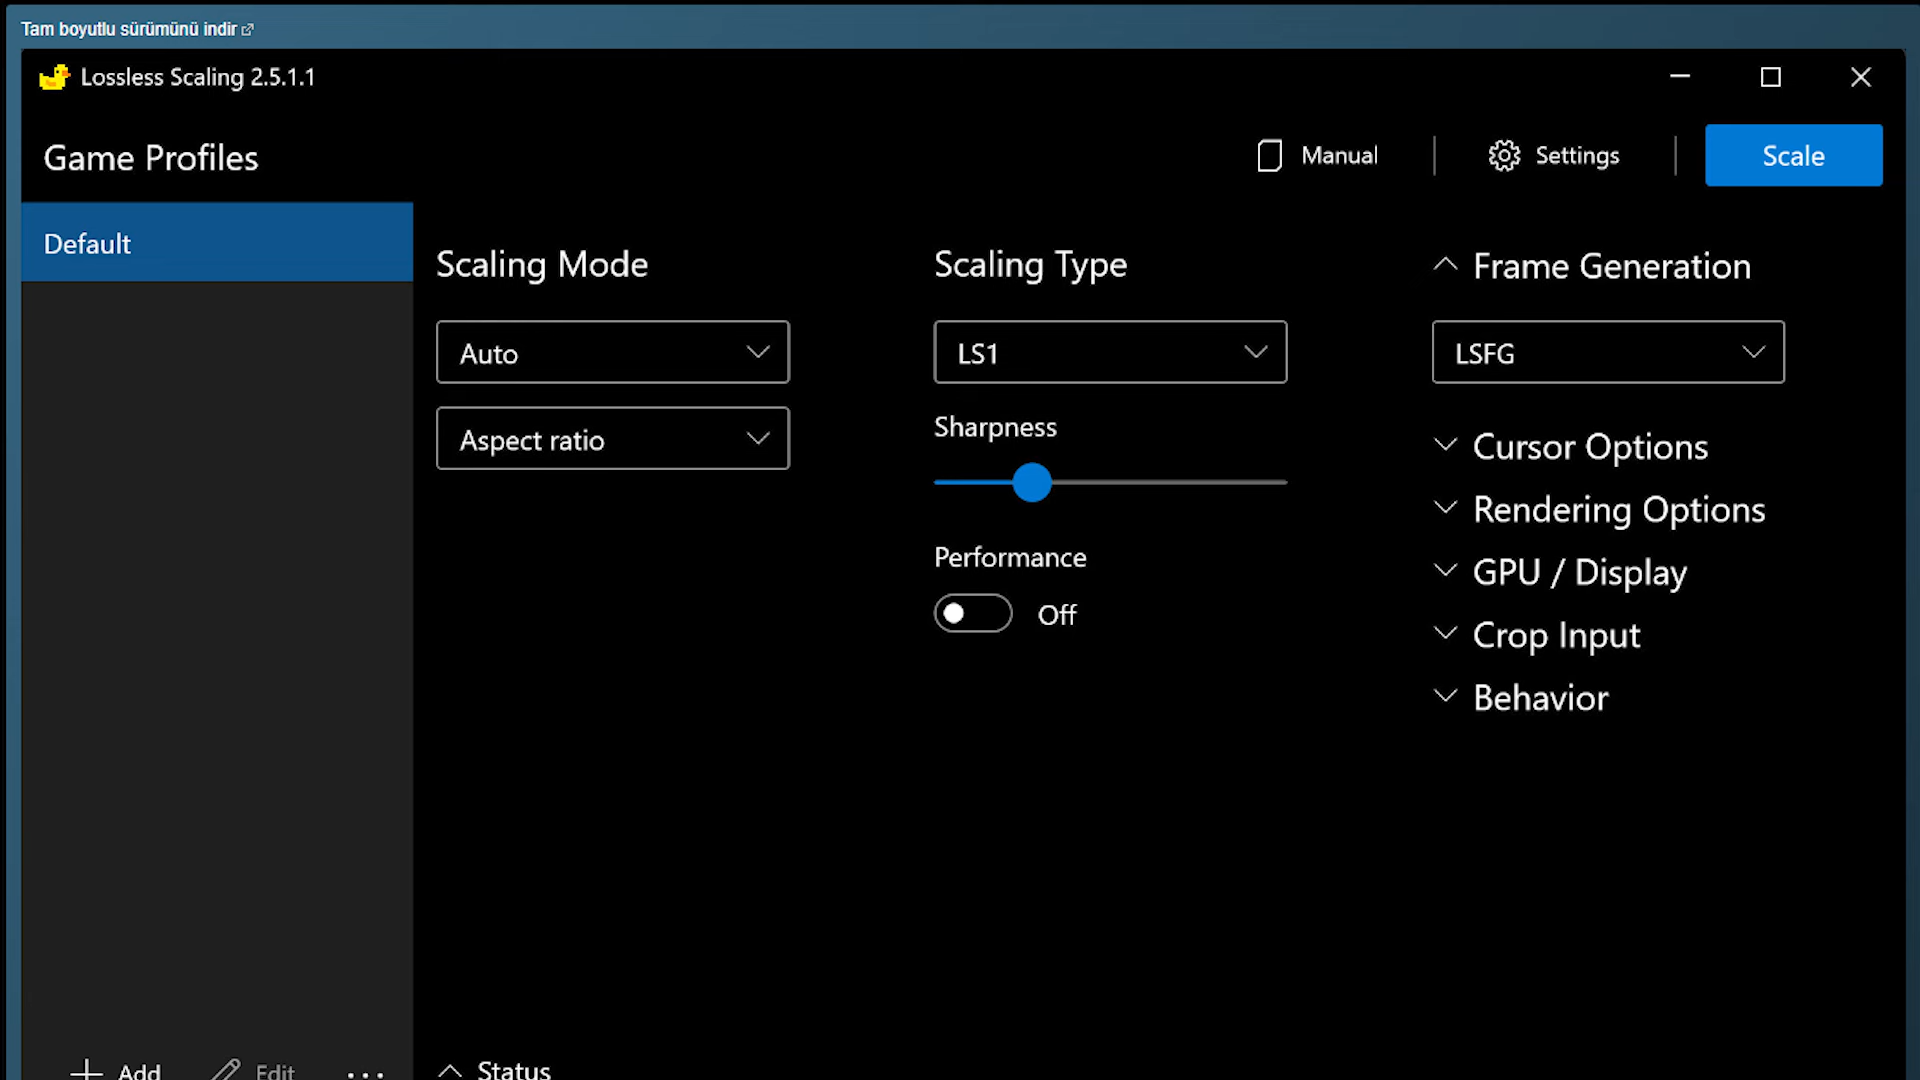 Tam boyutlu sürümünü indir
Lossless Scaling 2.5.1.1
Game Profiles
Manual
Settings
Scale
Default
Scaling Mode
Auto
Aspect ratio
Scaling Type
LS1
Sharpness
Performance
Off
Frame Generation
LSFG
Cursor Options
Rendering Options
GPU / Display
Crop Input
Behavior
Add
Edit
Status